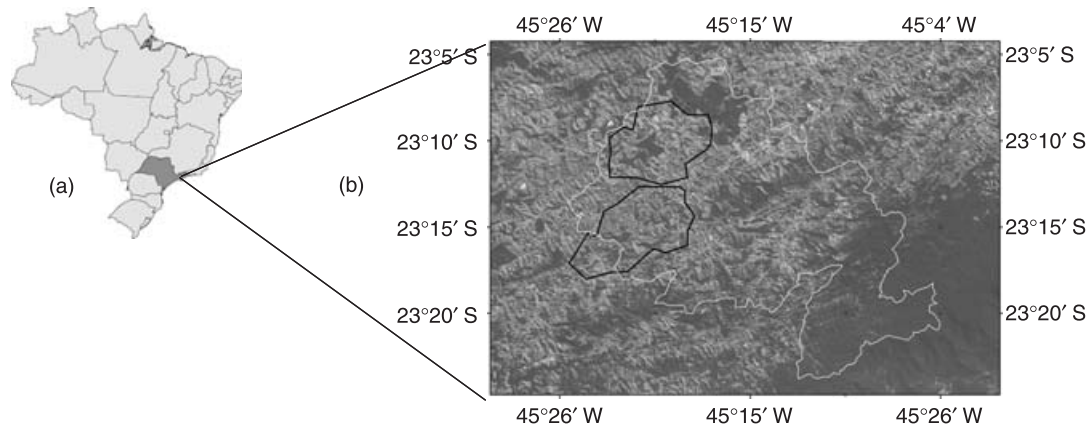 45°26′ W 45°15′ W 45°4′ W
23°5′ S 23°5′ S
23°10′ S 23°10′ S
(a) (b)
23°15′ S 23°15′ S
23°20′ S 23°20′ S
45°26′ W 45°15′ W 45°26′ W